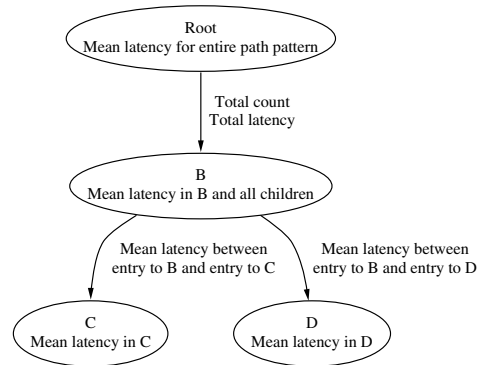 Root
Mean latency for entire path pattern
Total count
Total latency
B
Mean latency in B and all children
Mean latency between
entry to B and entry to C
Mean latency between
entry to B and entry to D
C
Mean latency in C
D
Mean latency in D